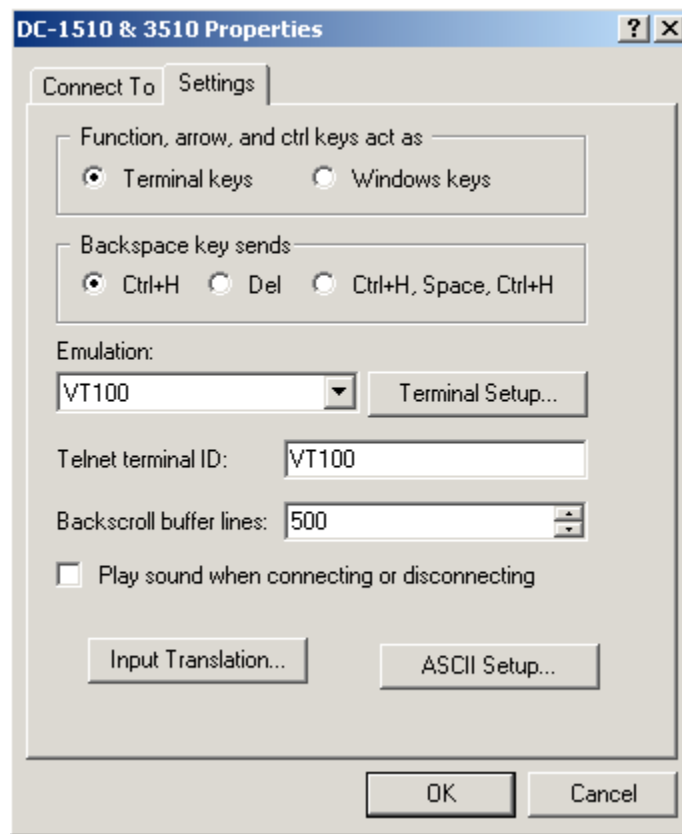 DC-1510 & 3510 Properties
Connect To Settings
Function, arrow, and ctrl keys act as
Terminal keys Windows keys
Backspace key sends
Ctrl+H Del Ctrl+H, Space, Ctrl+H
Emulation:
VT100 Terminal Setup...
Telnet terminal ID: VT100
Backscroll buffer lines: 500
Play sound when connecting or disconnecting
Input Translation... ASCII Setup...
OK Cancel